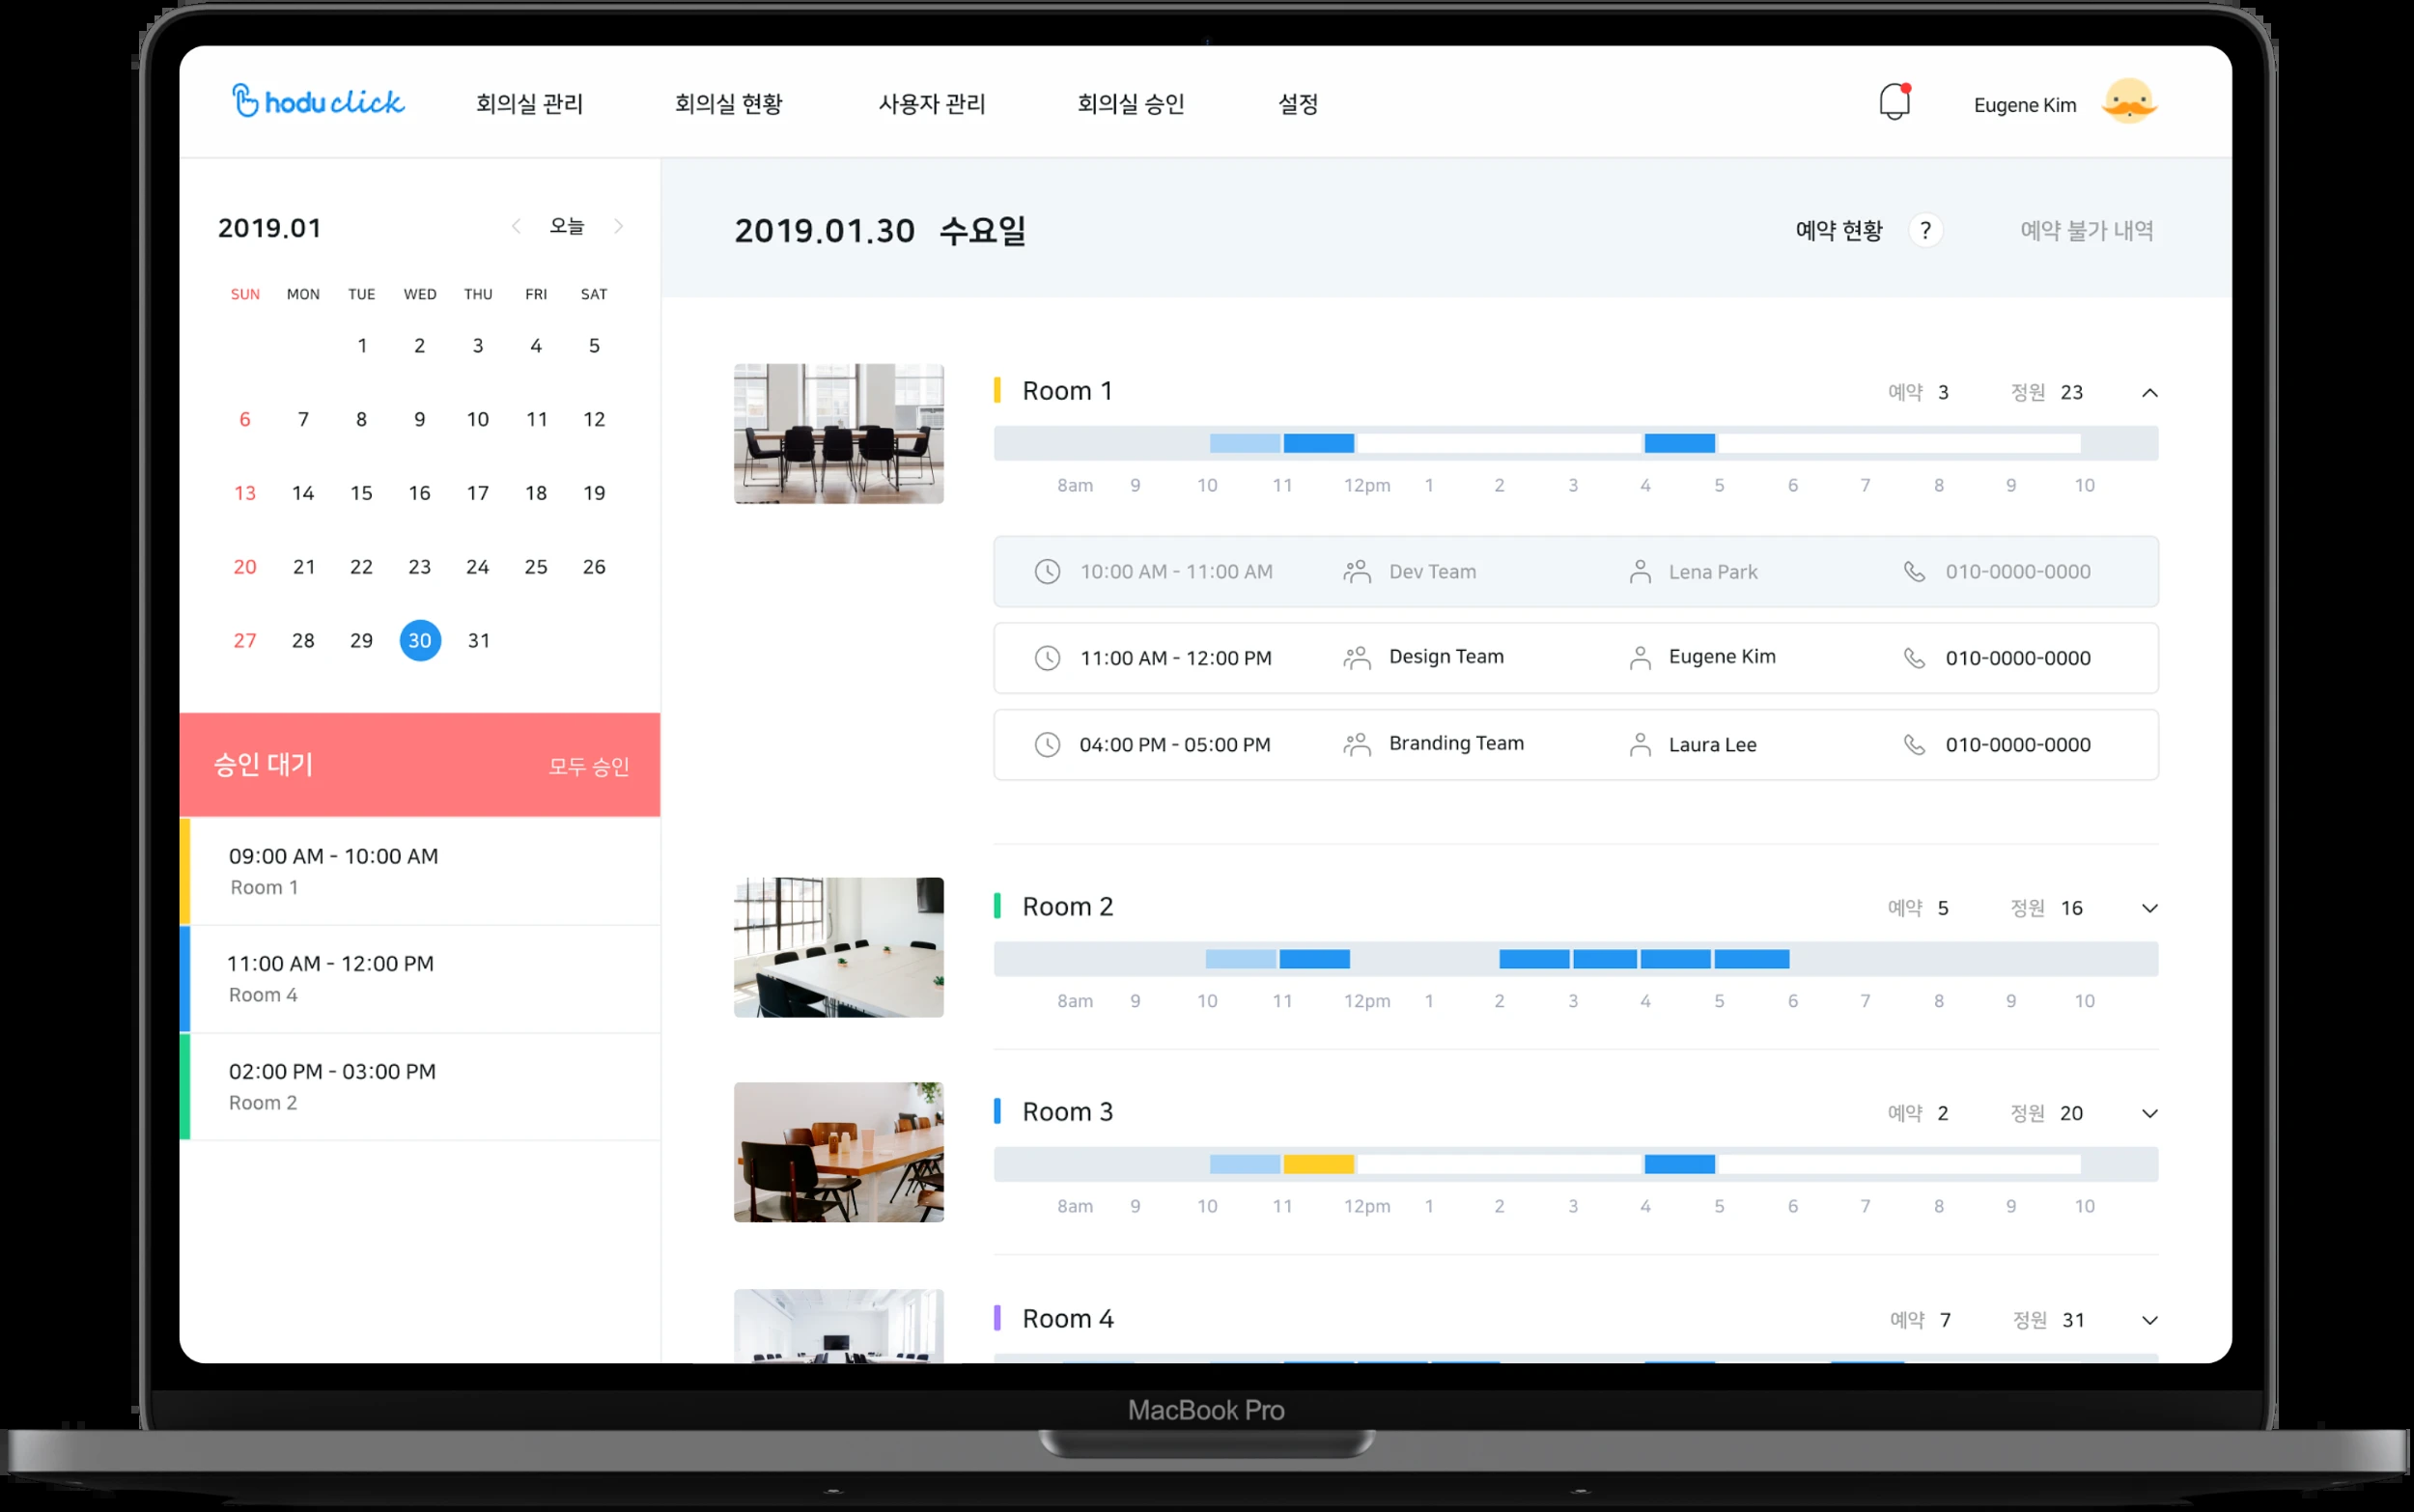 hodu click 회의실 관리 회의실 현황 사용자 관리 회의실 승인 설정 Eugene Kim
2019.01 오늘
SUN MON TUE WED THU FRI SAT
1 2 3 4 5
6 7 8 9 10 11 12
13 14 15 16 17 18 19
20 21 22 23 24 25 26
27 28 29 30 31
승인 대기 모두 승인
09:00 AM - 10:00 AM
Room 1
11:00 AM - 12:00 PM
Room 4
02:00 PM - 03:00 PM
Room 2
2019.01.30 수요일 예약 현황 ? 예약 불가 내역
Room 1 예약 3 정원 23
8am 9 10 11 12pm 1 2 3 4 5 6 7 8 9 10
10:00 AM - 11:00 AM Dev Team Lena Park 010-0000-0000
11:00 AM - 12:00 PM Design Team Eugene Kim 010-0000-0000
04:00 PM - 05:00 PM Branding Team Laura Lee 010-0000-0000
Room 2 예약 5 정원 16
8am 9 10 11 12pm 1 2 3 4 5 6 7 8 9 10
Room 3 예약 2 정원 20
8am 9 10 11 12pm 1 2 3 4 5 6 7 8 9 10
Room 4 예약 7 정원 31
MacBook Pro